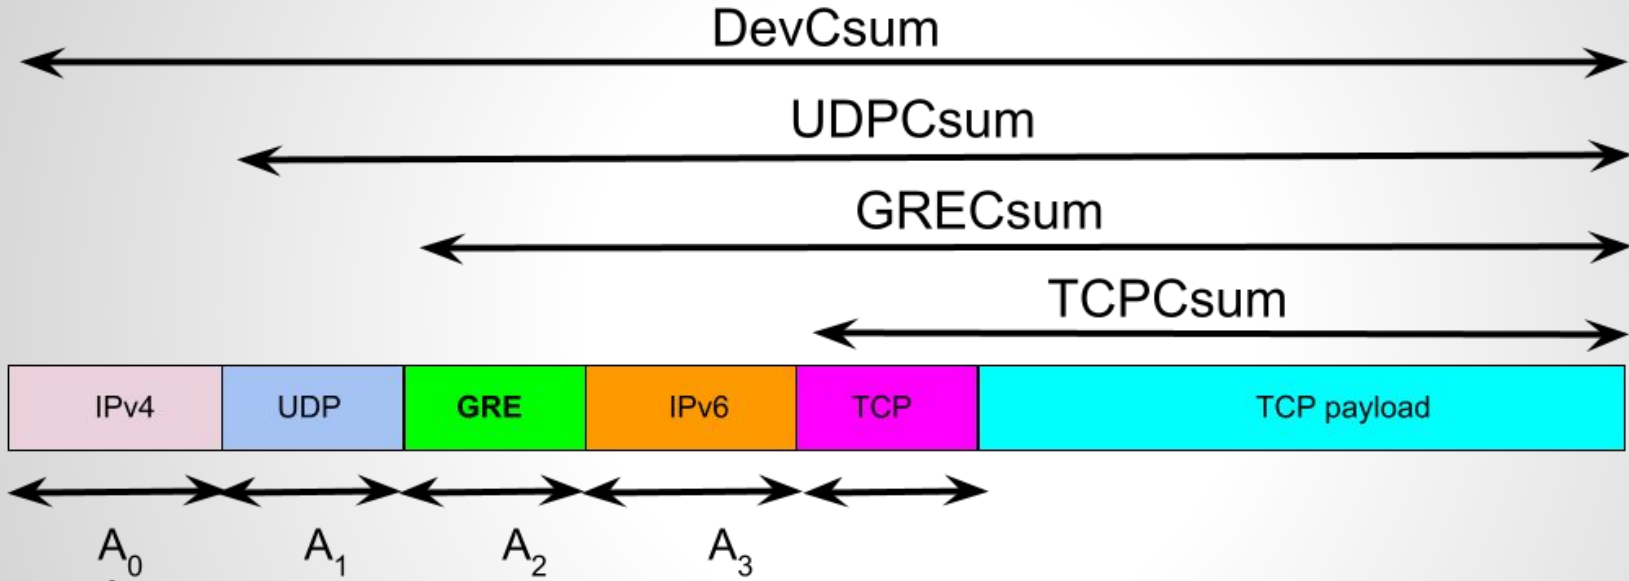 DevCsum
UDPCsum
GRECsum
TCPCsum
IPv4 UDP GRE IPv6 TCP TCP payload
A₀ A₁ A₂ A₃